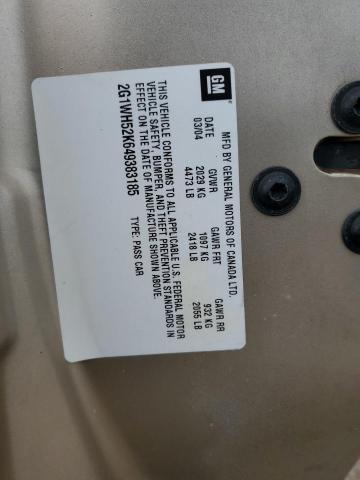 GM
MFD BY GENERAL MOTORS OF CANADA LTD.
DATE GVWR GAWR FRT GAWR RR
03/04 2029 KG 1097 KG 932 KG
4473 LB 2418 LB 2055 LB
THIS VEHICLE CONFORMS TO ALL APPLICABLE U.S. FEDERAL MOTOR
VEHICLE SAFETY, BUMPER, AND THEFT PREVENTION STANDARDS IN
EFFECT ON THE DATE OF MANUFACTURE SHOWN ABOVE.
2G1WH52K649383185 TYPE: PASS CAR